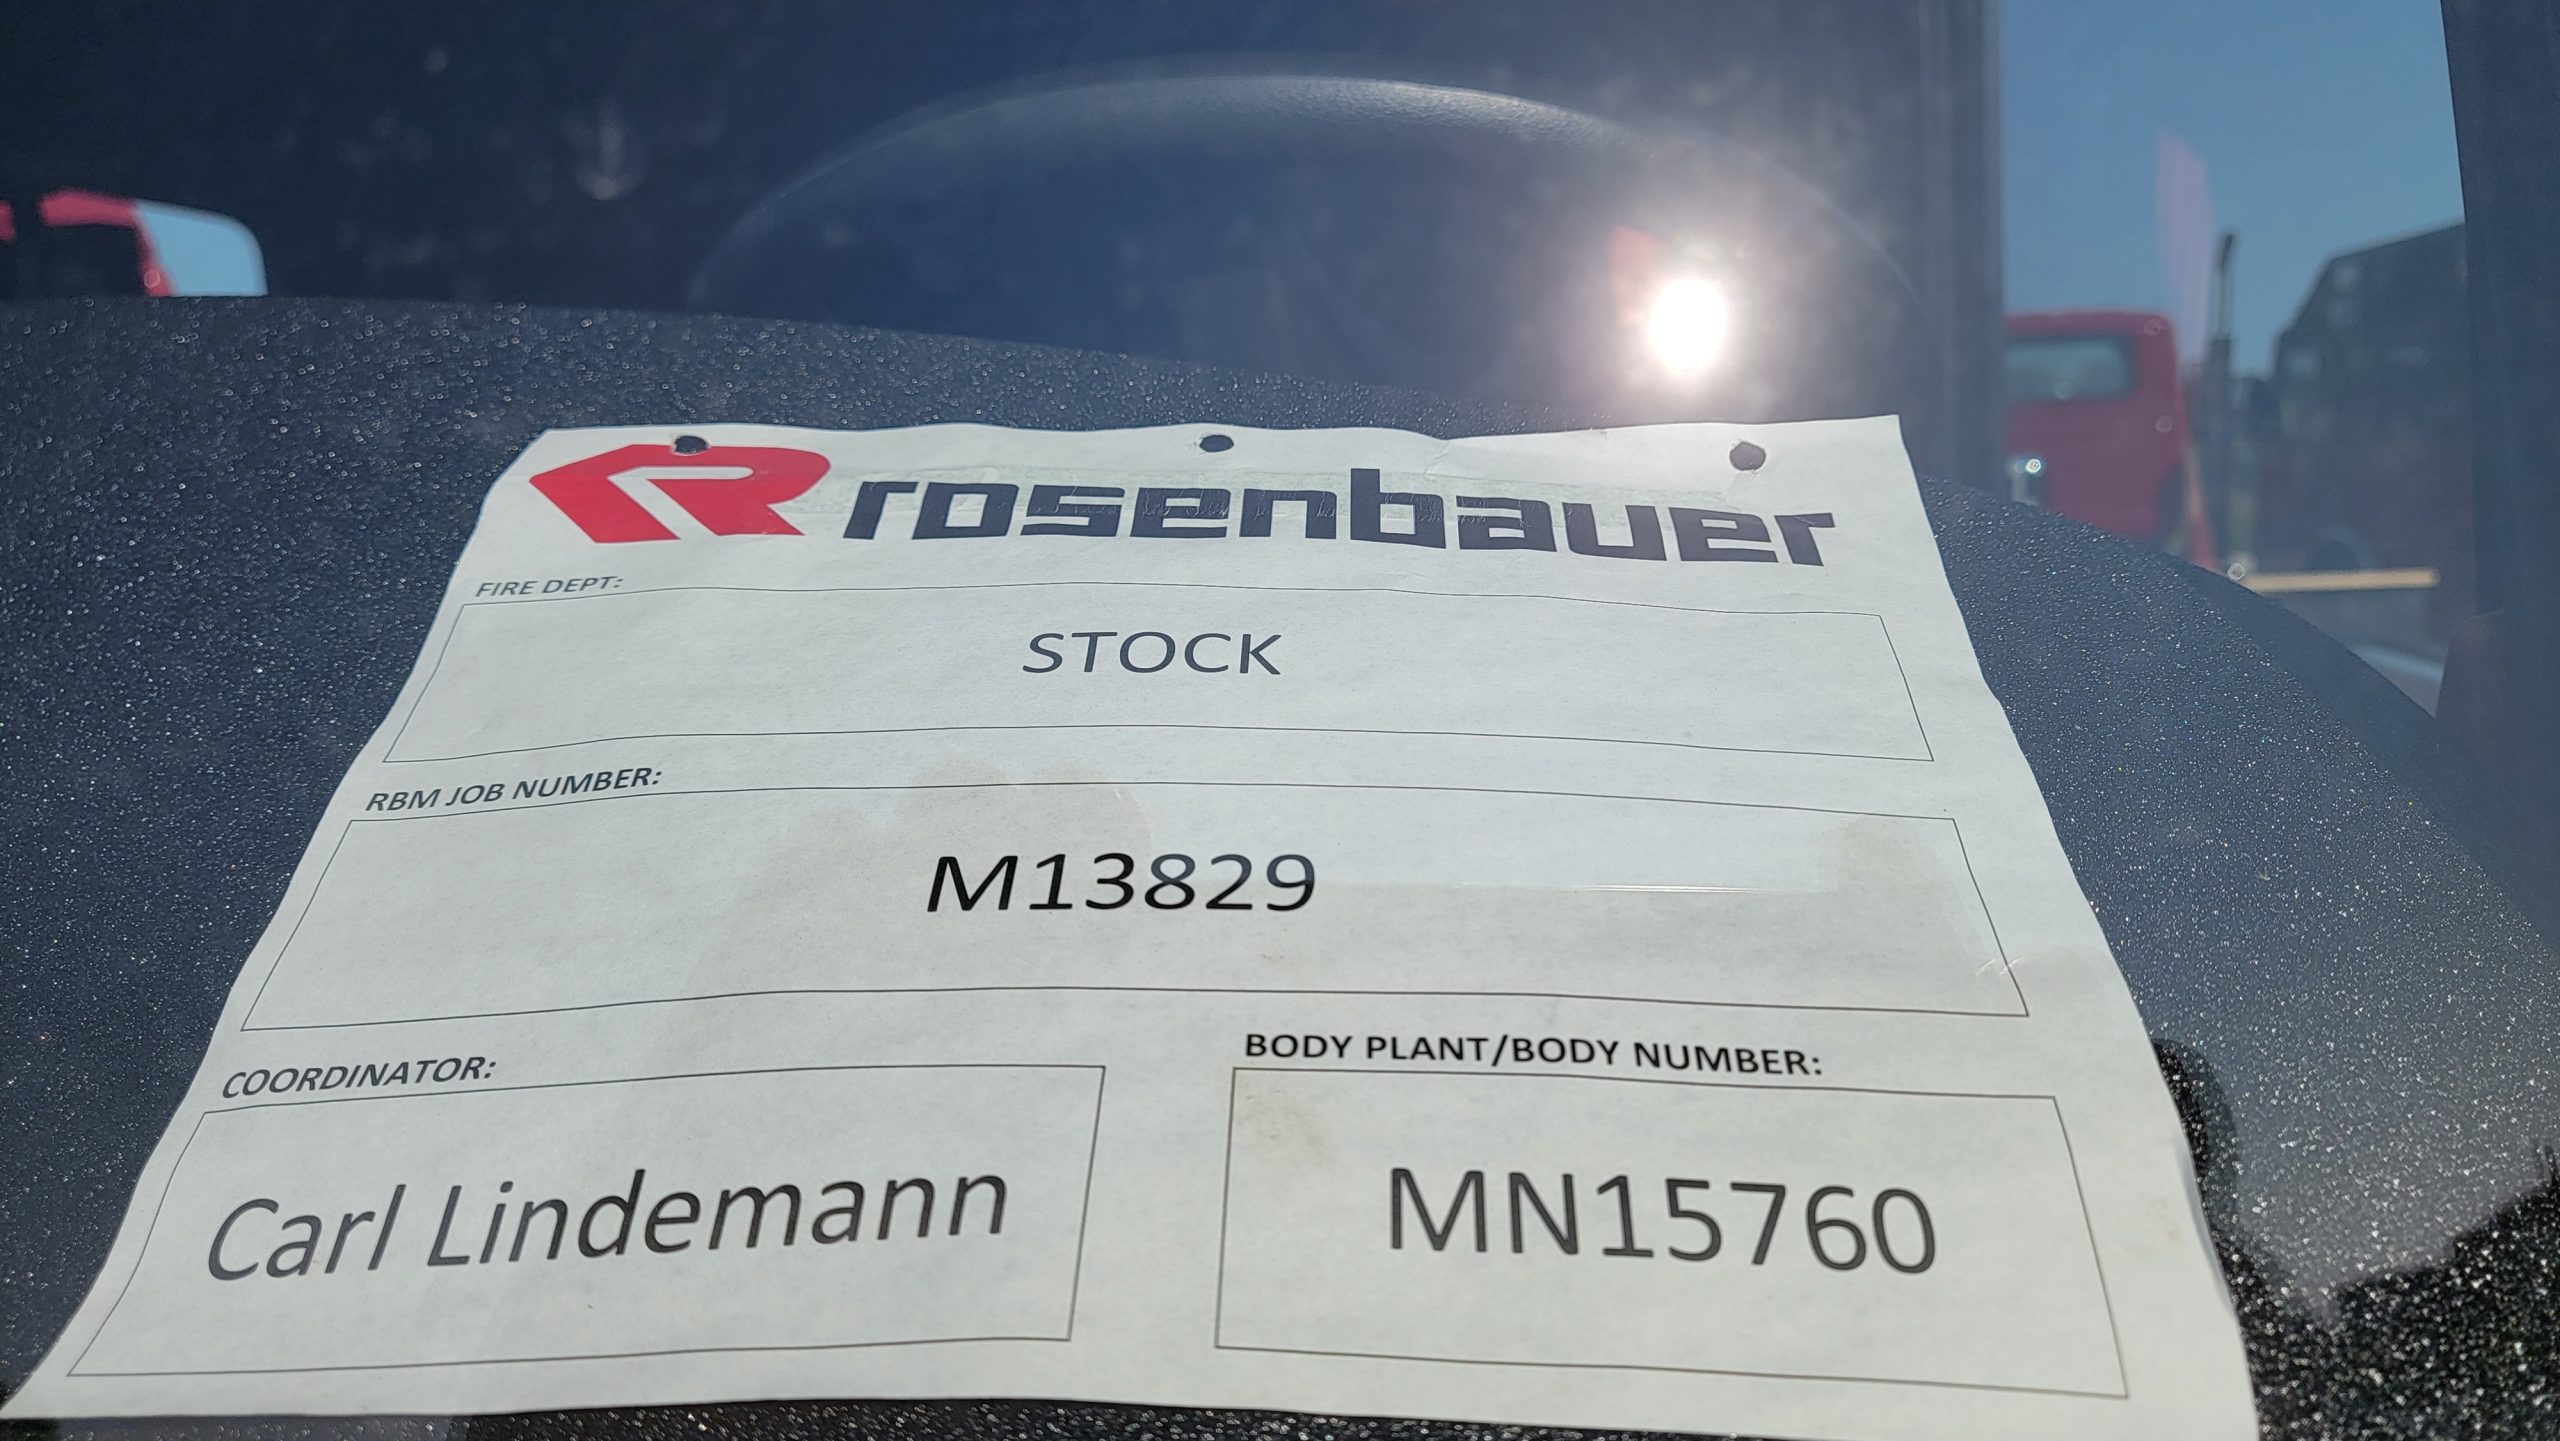 rosenbauer
FIRE DEPT:
STOCK
RBM JOB NUMBER:
M13829
COORDINATOR:
Carl Lindemann
BODY PLANT/BODY NUMBER:
MN15760